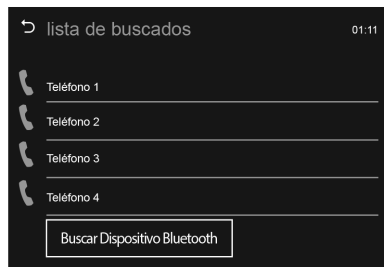 lista de buscados
01:11
Teléfono 1
Teléfono 2
Teléfono 3
Teléfono 4
Buscar Dispositivo Bluetooth